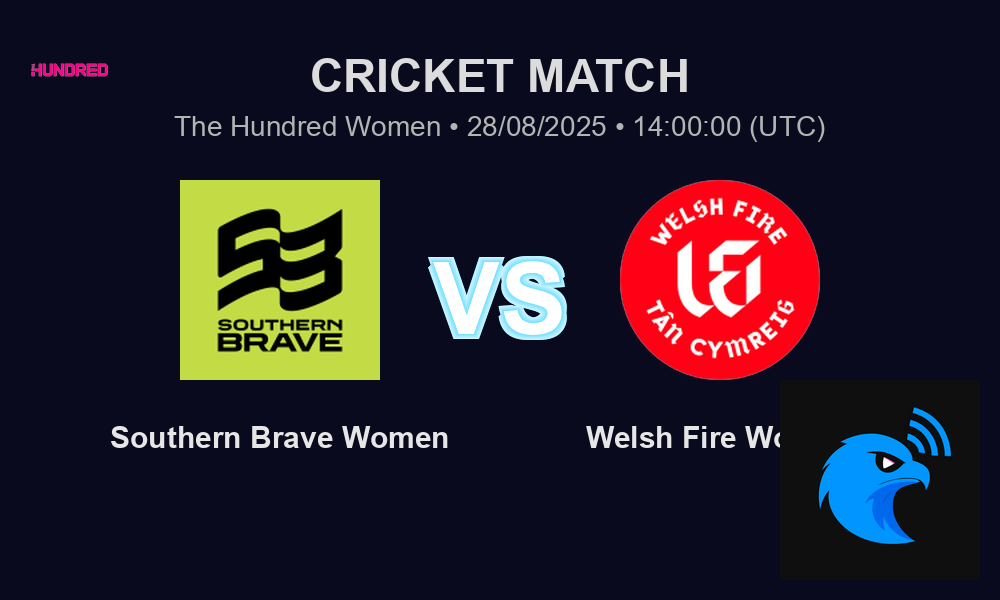 HUNDRED
CRICKET MATCH
The Hundred Women • 28/08/2025 • 14:00:00 (UTC)
SOUTHERN
BRAVE
VS
WELSH FIRE
TÂN CYMREIG
Southern Brave Women
Welsh Fire